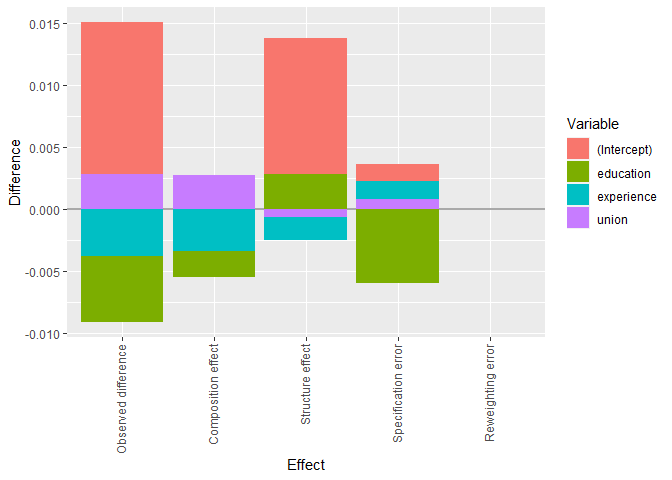 0.015
0.010
0.005
0.000
-0.005
-0.010
Difference
Observed difference
Composition effect
Structure effect
Specification error
Reweighting error
Effect
Variable
(Intercept)
education
experience
union